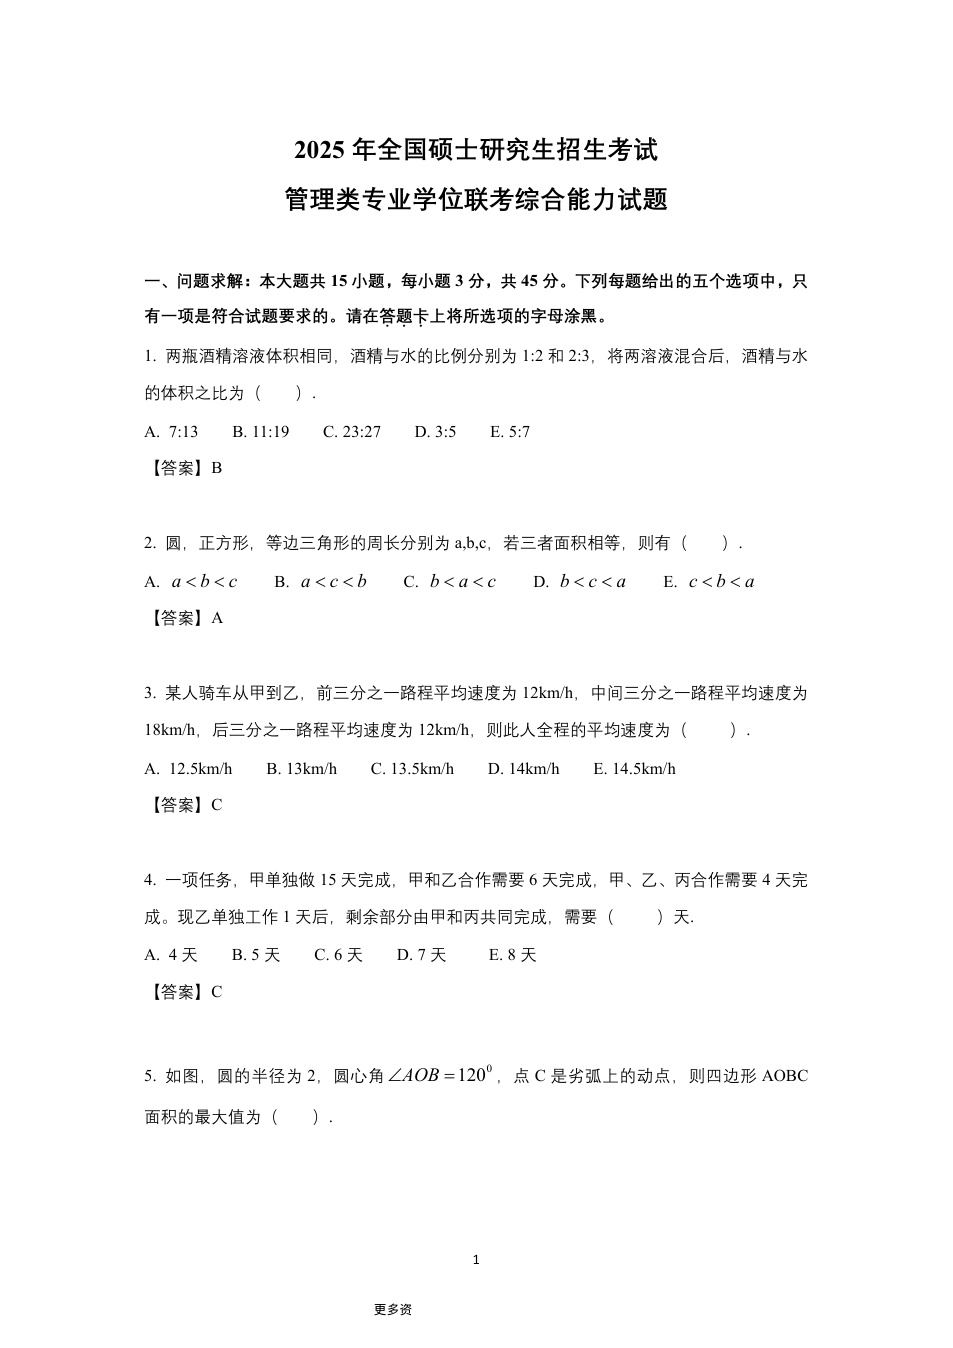 2025 年全国硕士研究生招生考试
管理类专业学位联考综合能力试题
一、问题求解：本大题共 15 小题，每小题 3 分，共 45 分。下列每题给出的五个选项中，只
有一项是符合试题要求的。请在答题卡上将所选项的字母涂黑。
1. 两瓶酒精溶液体积相同，酒精与水的比例分别为 1:2 和 2:3，将两溶液混合后，酒精与水
的体积之比为（ ）.
A. 7:13 B. 11:19 C. 23:27 D. 3:5 E. 5:7
【答案】B
2. 圆，正方形，等边三角形的周长分别为 a,b,c，若三者面积相等，则有（ ）.
A. a < b < c B. a < c < b C. b < a < c D. b < c < a E. c < b < a
【答案】A
3. 某人骑车从甲到乙，前三分之一路程平均速度为 12km/h，中间三分之一路程平均速度为
18km/h，后三分之一路程平均速度为 12km/h，则此人全程的平均速度为（ ）.
A. 12.5km/h B. 13km/h C. 13.5km/h D. 14km/h E. 14.5km/h
【答案】C
4. 一项任务，甲单独做 15 天完成，甲和乙合作需要 6 天完成，甲、乙、丙合作需要 4 天完
成。现乙单独工作 1 天后，剩余部分由甲和丙共同完成，需要（ ）天.
A. 4 天 B. 5 天 C. 6 天 D. 7 天 E. 8 天
【答案】C
5. 如图，圆的半径为 2，圆心角 ∠AOB = 120⁰，点 C 是劣弧上的动点，则四边形 AOBC
面积的最大值为（ ）.
1
更多资